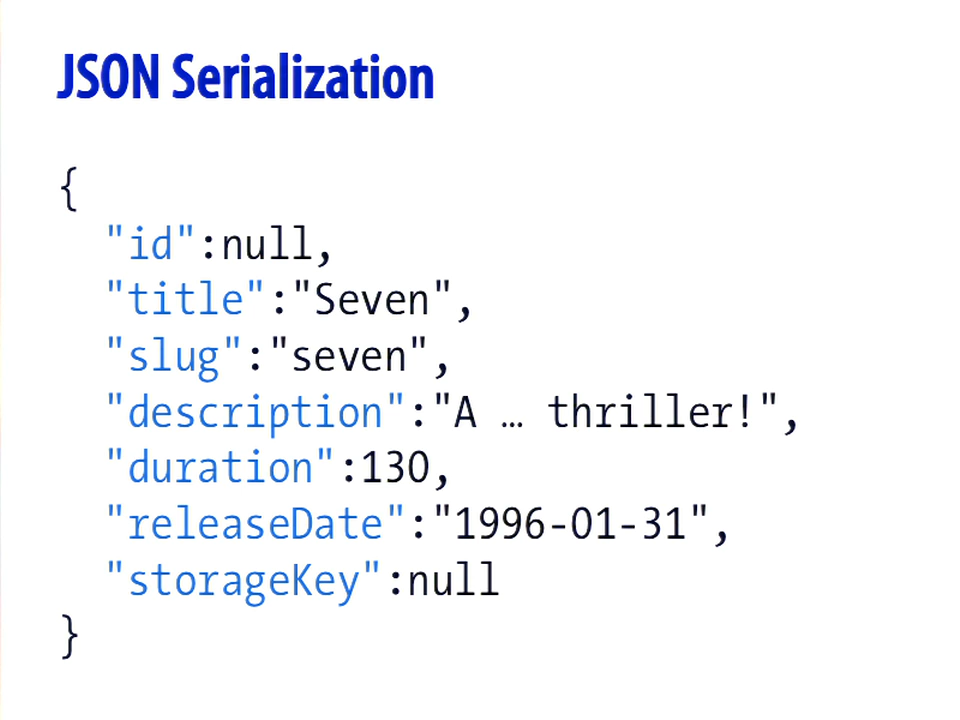 JSON Serialization
{
"id":null,
"title":"Seven",
"slug":"seven",
"description":"A … thriller!",
"duration":130,
"releaseDate":"1996-01-31",
"storageKey":null
}